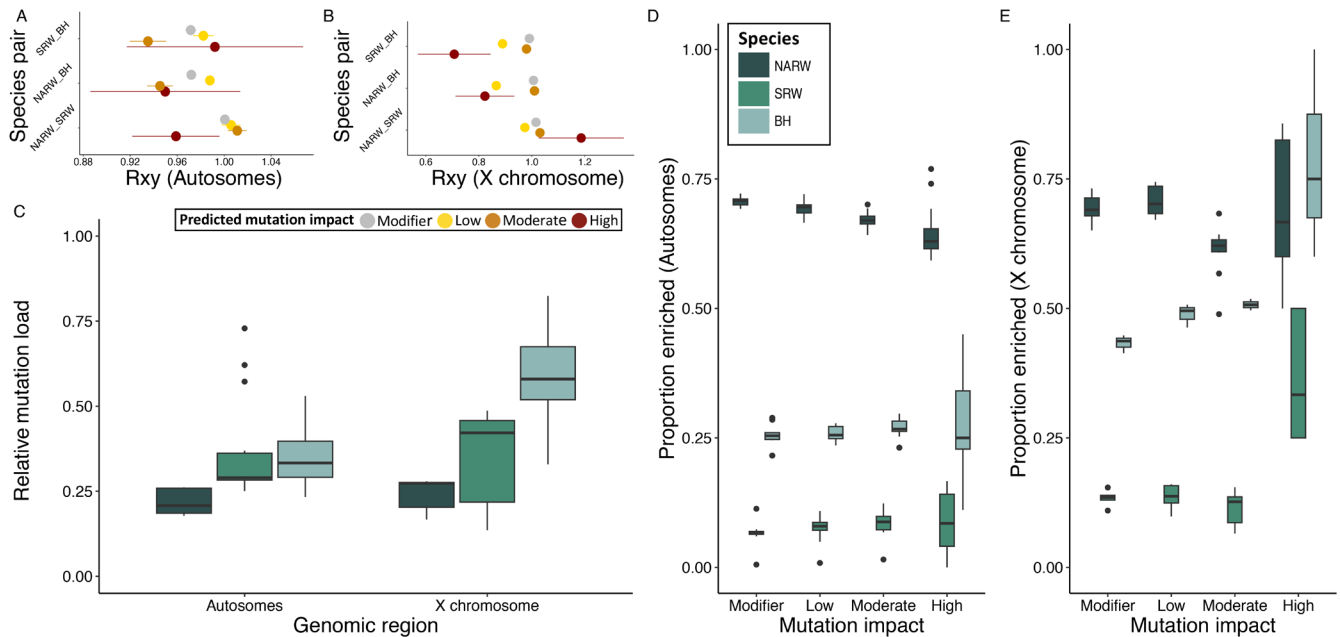 A
Species pair
SRW_BH
NARW_BH
NARW_SRW
0.88 0.92 0.96 1.00 1.04
Rxy (Autosomes)
B
Species pair
SRW_BH
NARW_BH
NARW_SRW
0.6 0.8 1.0 1.2
Rxy (X chromosome)
C
Predicted mutation impact Modifier Low Moderate High
Relative mutation load
1.00
0.75
0.50
0.25
0.00
Autosomes X chromosome
Genomic region
D
Species
NARW
SRW
BH
Proportion enriched (Autosomes)
1.00
0.75
0.50
0.25
0.00
Modifier Low Moderate High
Mutation impact
E
Proportion enriched (X chromosome)
1.00
0.75
0.50
0.25
0.00
Modifier Low Moderate High
Mutation impact